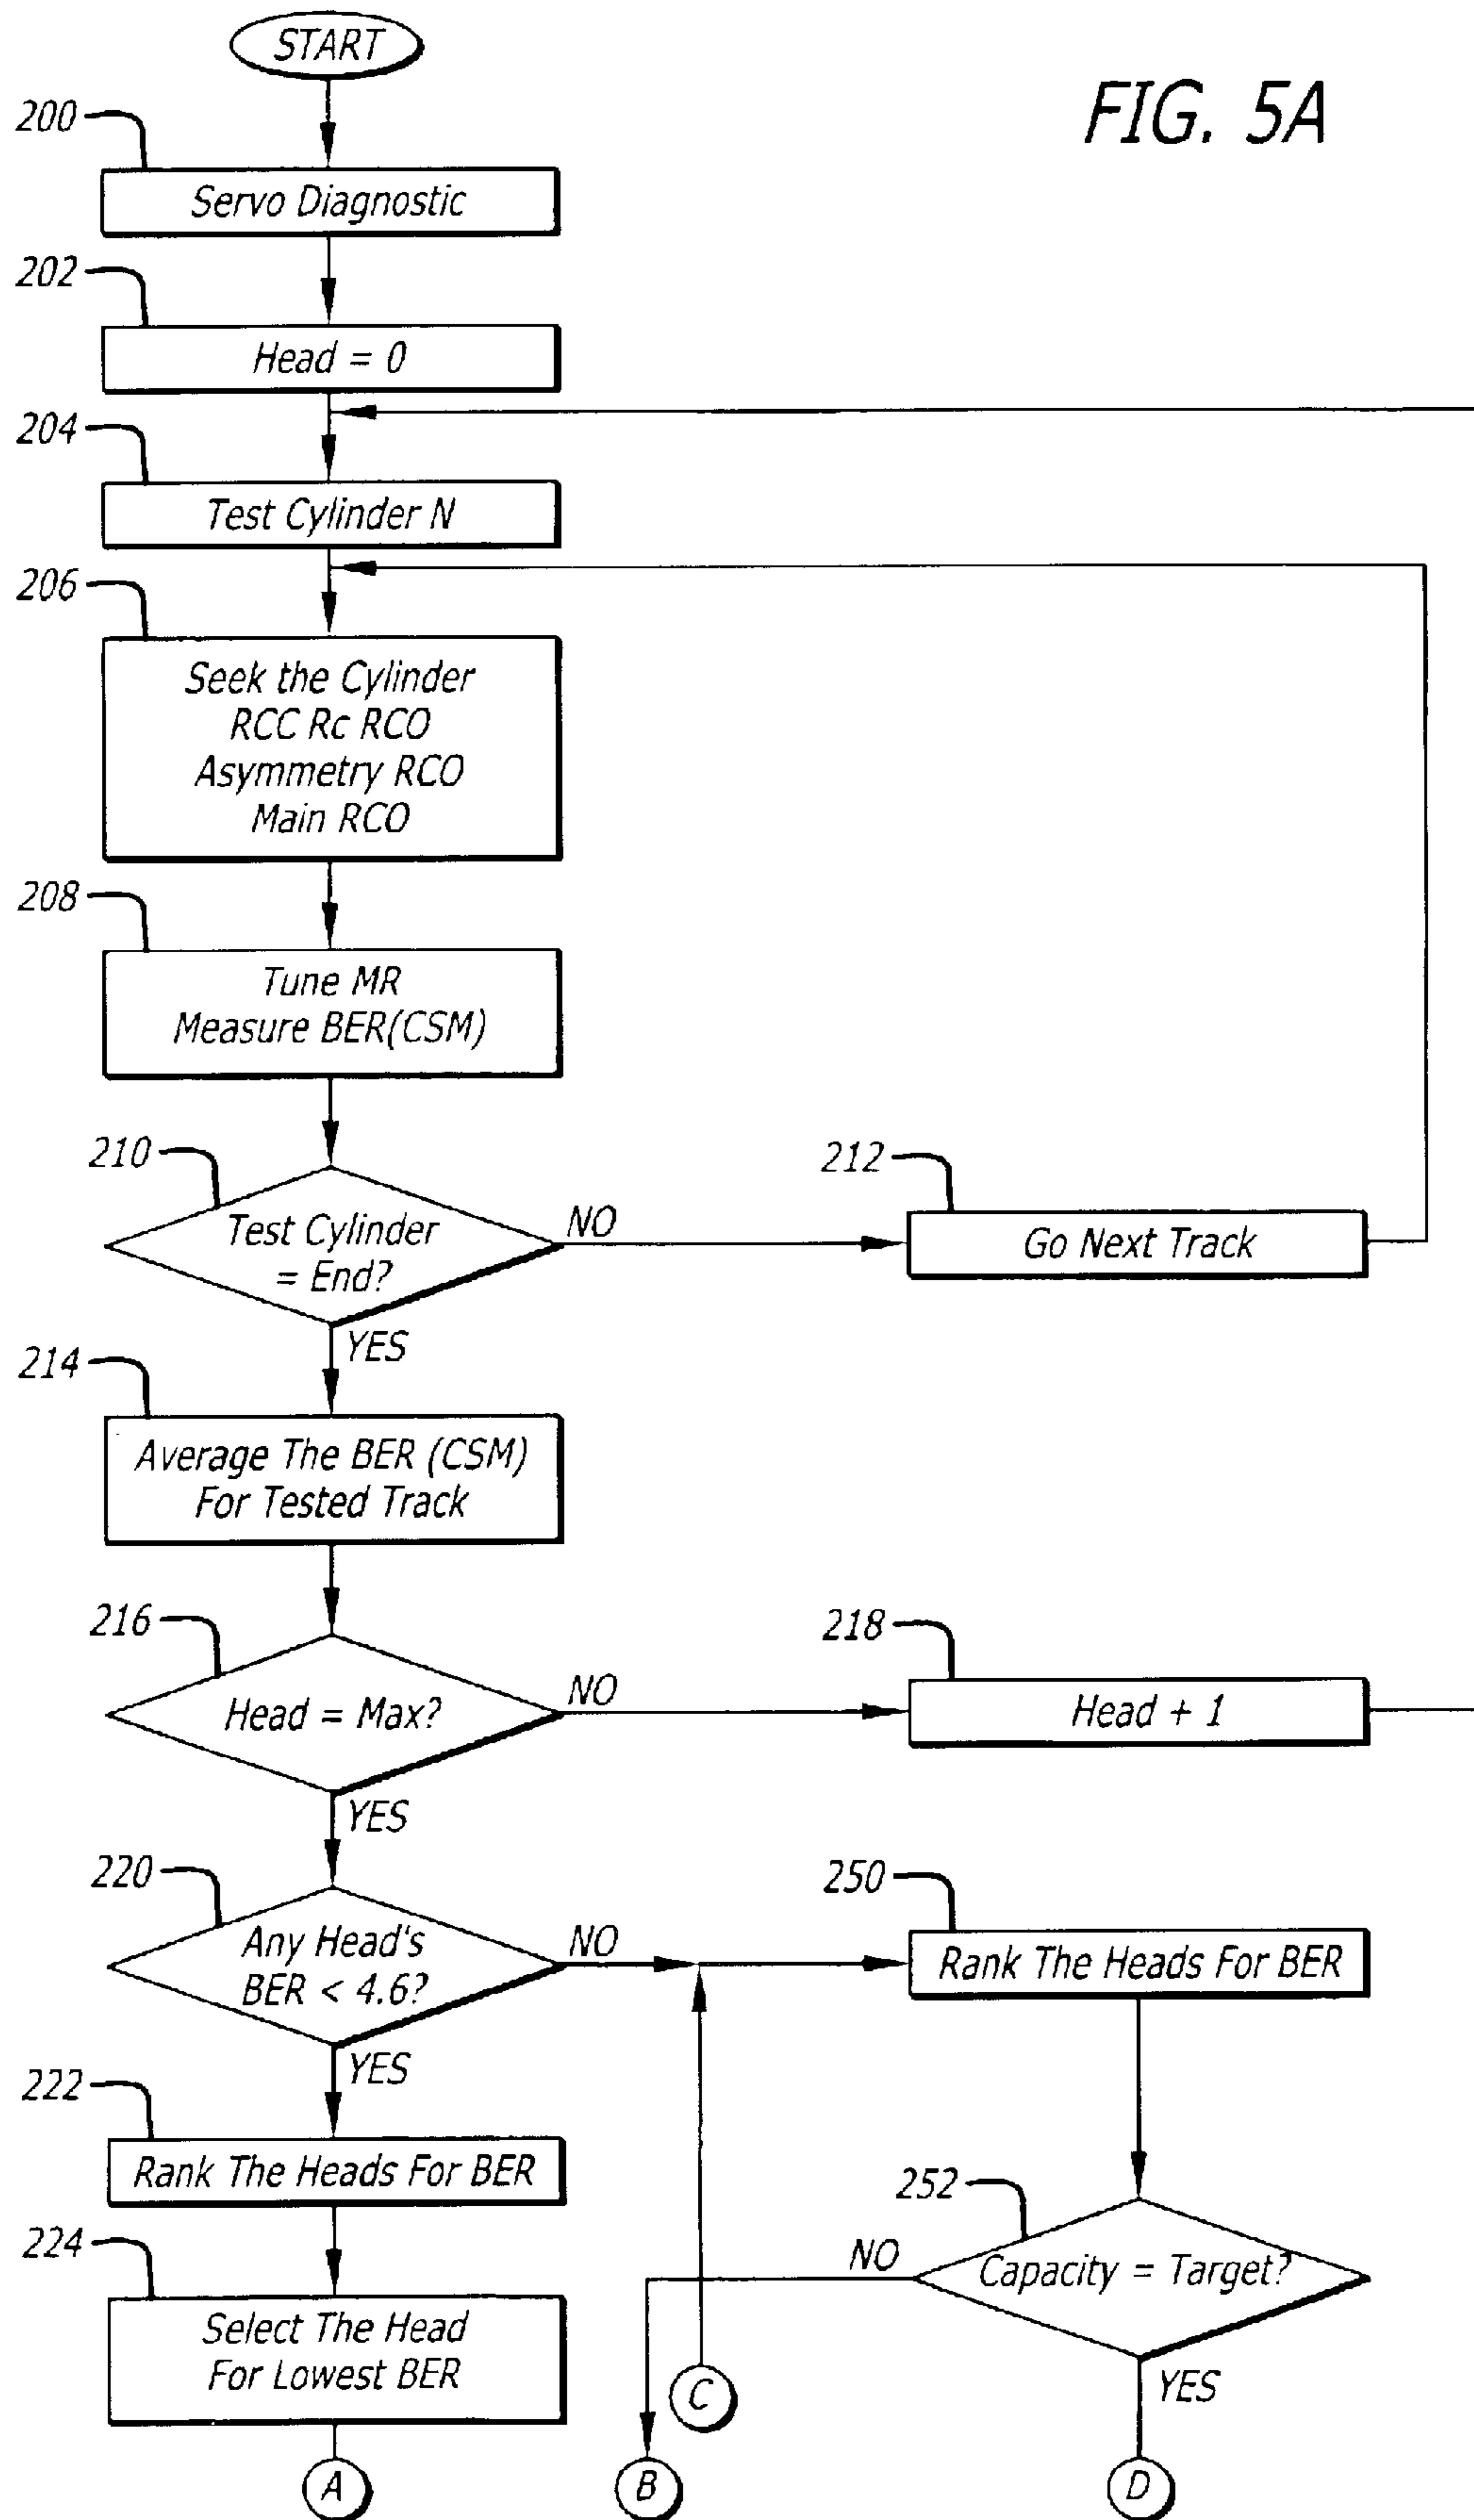 START
FIG. 5A
200
Servo Diagnostic
202
Head = 0
204
Test Cylinder N
206
Seek the Cylinder
RCC Rc RCO
Asymmetry RCO
Main RCO
208
Tune MR
Measure BER(CSM)
210
Test Cylinder
= End?
NO
212
Go Next Track
YES
214
Average The BER (CSM)
For Tested Track
216
Head = Max?
NO
218
Head + 1
YES
220
Any Head's
BER < 4.6?
NO
250
Rank The Heads For BER
YES
222
Rank The Heads For BER
252
Capacity = Target?
NO
YES
224
Select The Head
For Lowest BER
C
A
B
D